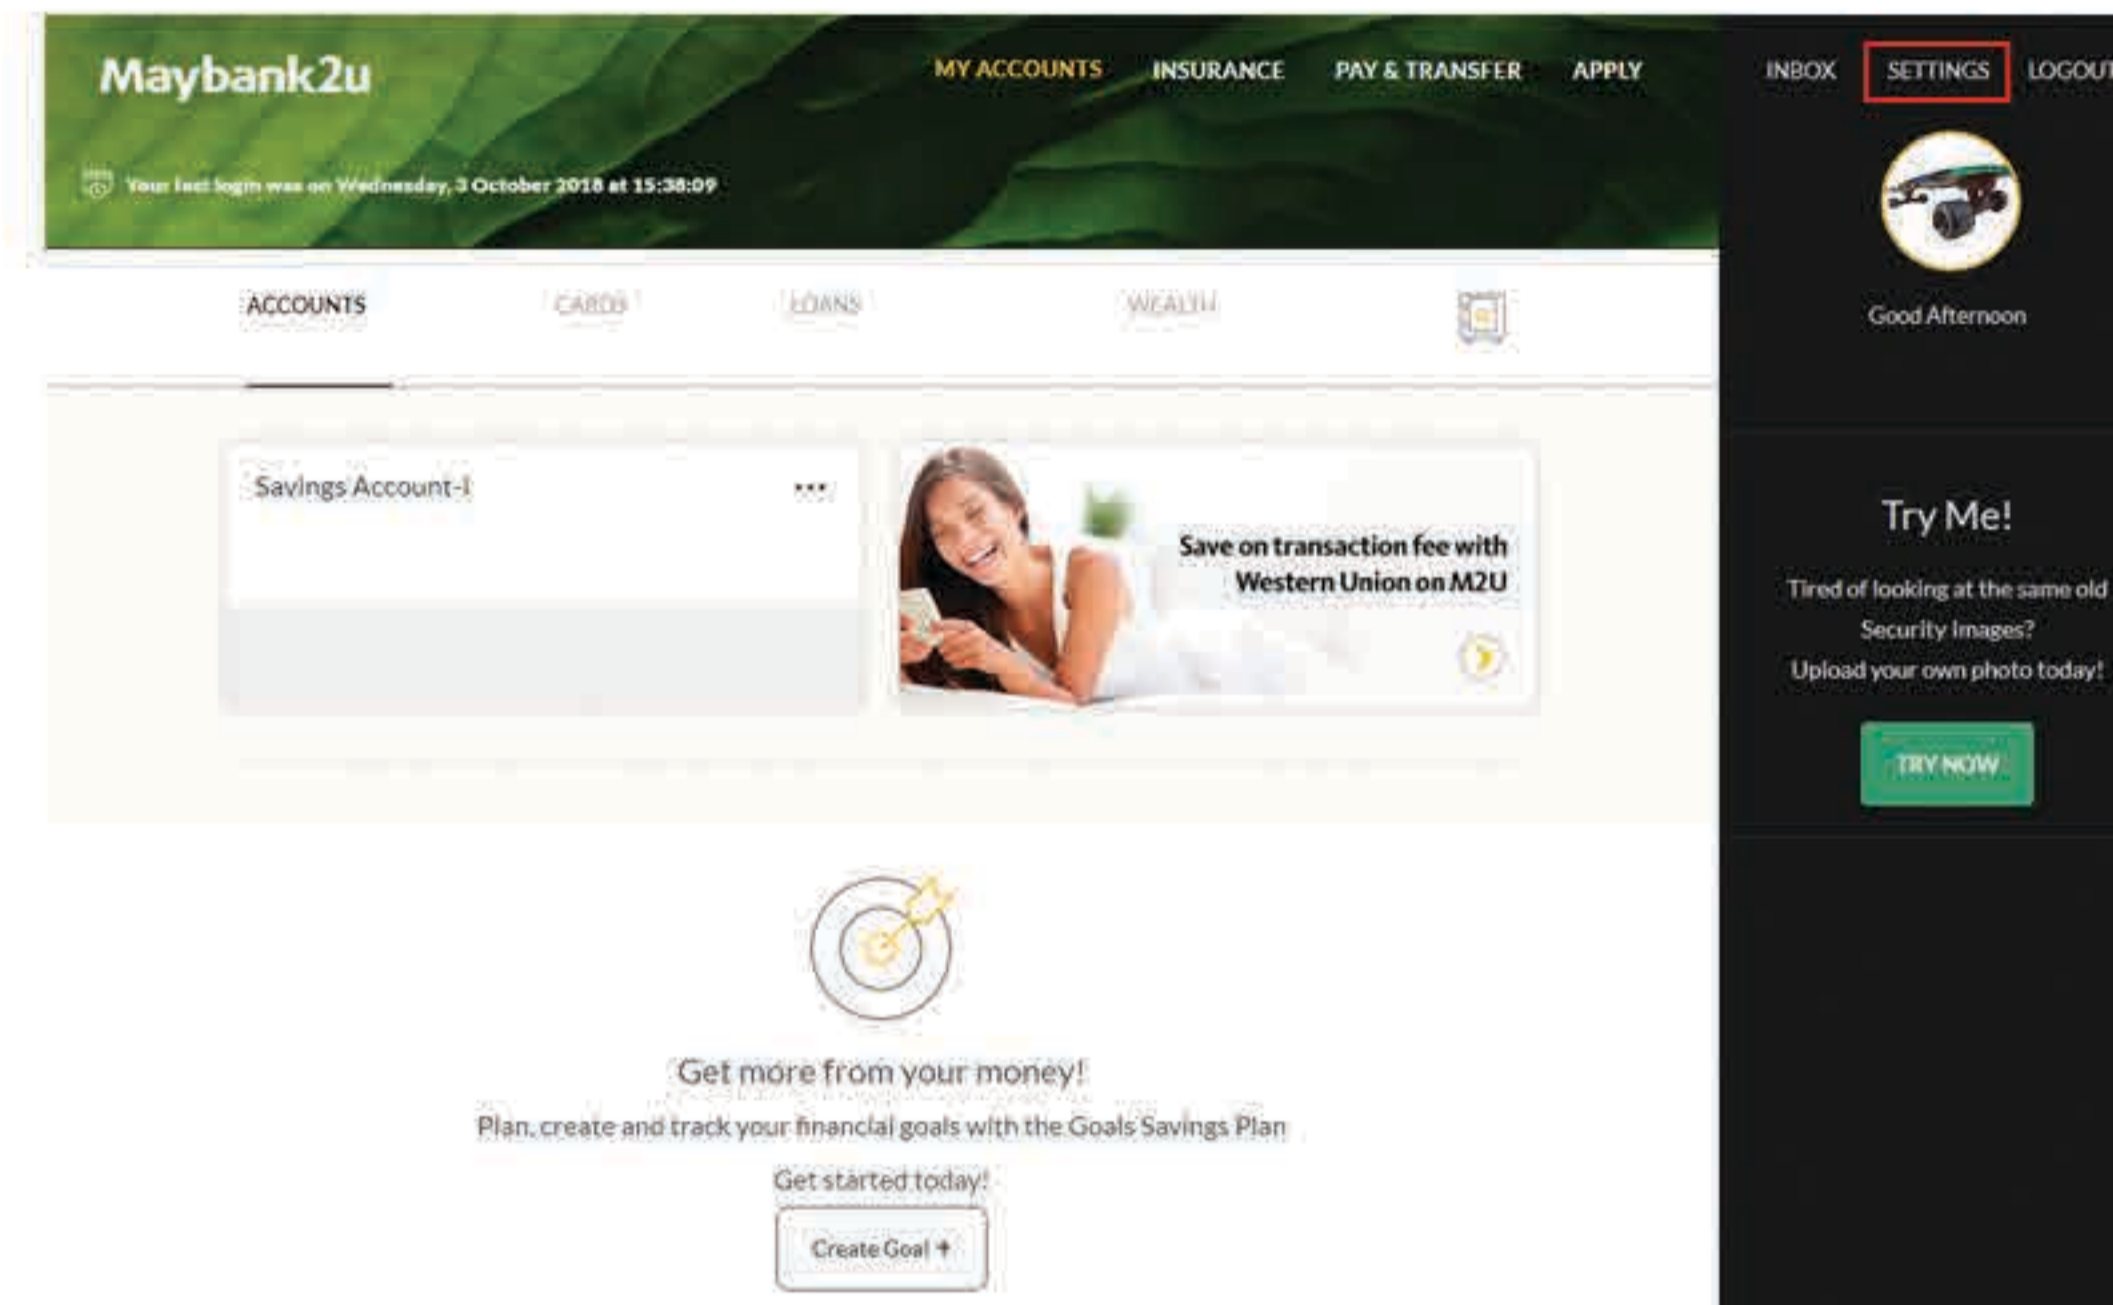 Maybank2u
MY ACCOUNTS INSURANCE PAY & TRANSFER APPLY
INBOX SETTINGS LOGOUT
Your last login was on Wednesday, 3 October 2018 at 15:38:09
ACCOUNTS CARDS LOANS WEALTH
Good Afternoon
Savings Account-i
Save on transaction fee with
Western Union on M2U
Try Me!
Tired of looking at the same old
Security Images?
Upload your own photo today!
TRY NOW
Get more from your money!
Plan, create and track your financial goals with the Goals Savings Plan
Get started today!
Create Goal +